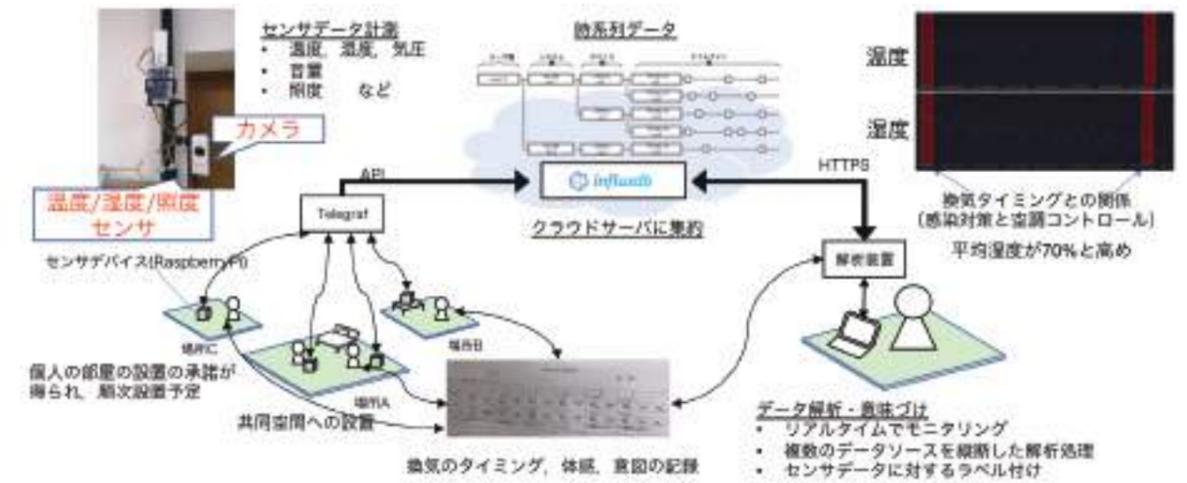 センサデータ計測
• 温度，湿度，気圧
• 音量
• 照度　など
カメラ
温度/湿度/照度
センサ
センサデバイス(RaspberryPi)
API
Telegraf
時系列データ
influxdb
クラウドサーバに集約
HTTPS
解析装置
温度
湿度
換気タイミングとの関係
(感染対策と空調コントロール)
平均湿度が70%と高め
場所C
場所B
場所A
個人の部屋の設置の承諾が
得られ，順次設置予定
共同空間への設置
換気のタイミング，体感，意図の記録
データ解析・意味づけ
• リアルタイムでモニタリング
• 複数のデータソースを縦断した解析処理
• センサデータに対するラベル付け